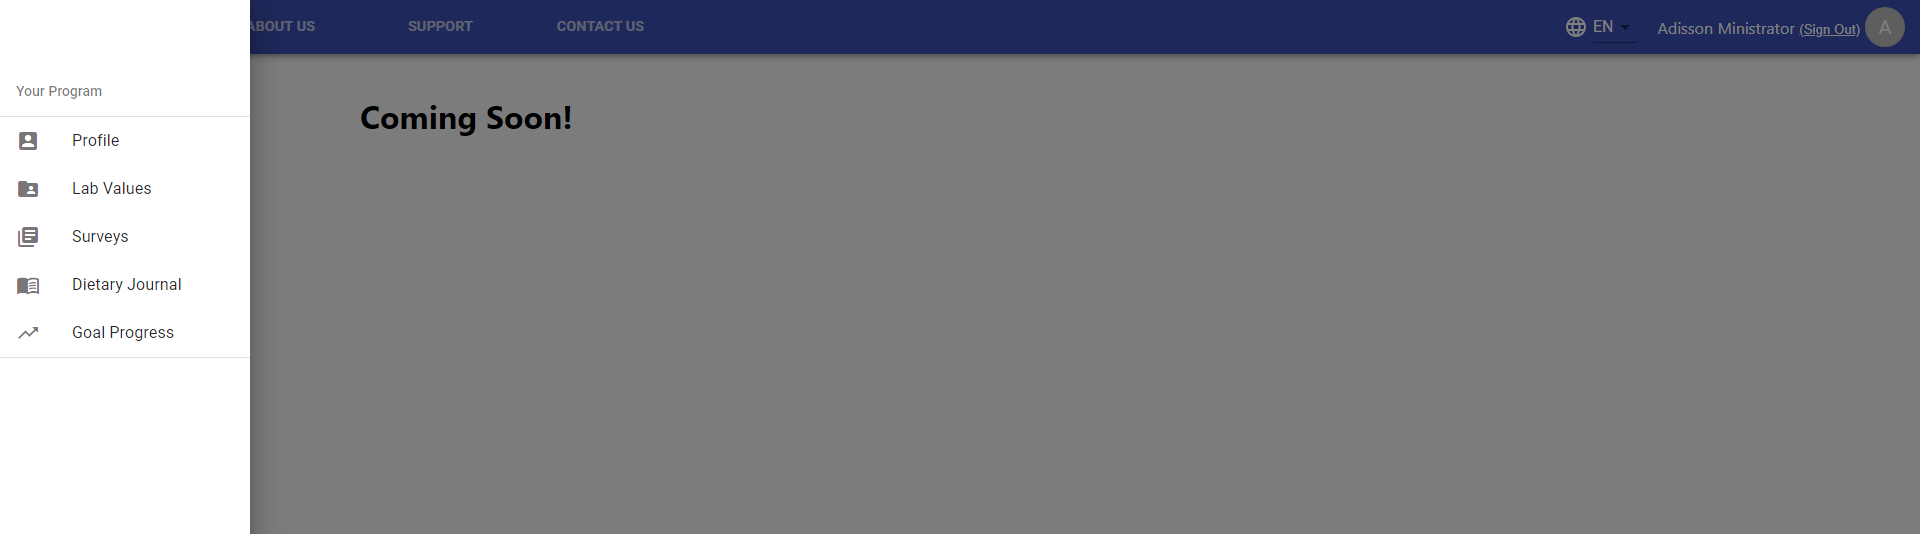 ABOUT US SUPPORT CONTACT US EN Adisson Ministrator (Sign Out) A
Your Program
Coming Soon!
Profile
Lab Values
Surveys
Dietary Journal
Goal Progress